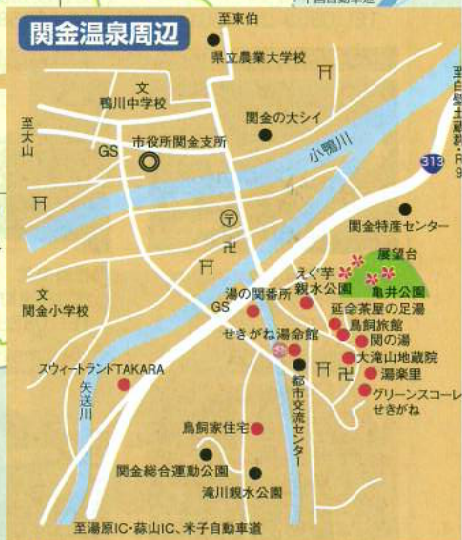 関金温泉周辺
至東伯
県立農業大学校
文
鴨川中学校
関金の大シイ
至大山
市役所関金支所
GS
小鴨川
313
関金特産センター
展望台
亀井公園
えぐ芋
親水公園
文
関金小学校
湯の関番所
GS
延命茶屋の足湯
鳥飼旅館
せきがね湯命館
関の湯
大滝山地蔵院
湯楽里
グリーンスコーレ
せきがね
都市交流センター
スウィートランドTAKARA
矢送川
鳥飼家住宅
関金総合運動公園
滝川親水公園
至湯原IC・蒜山IC、米子自動車道